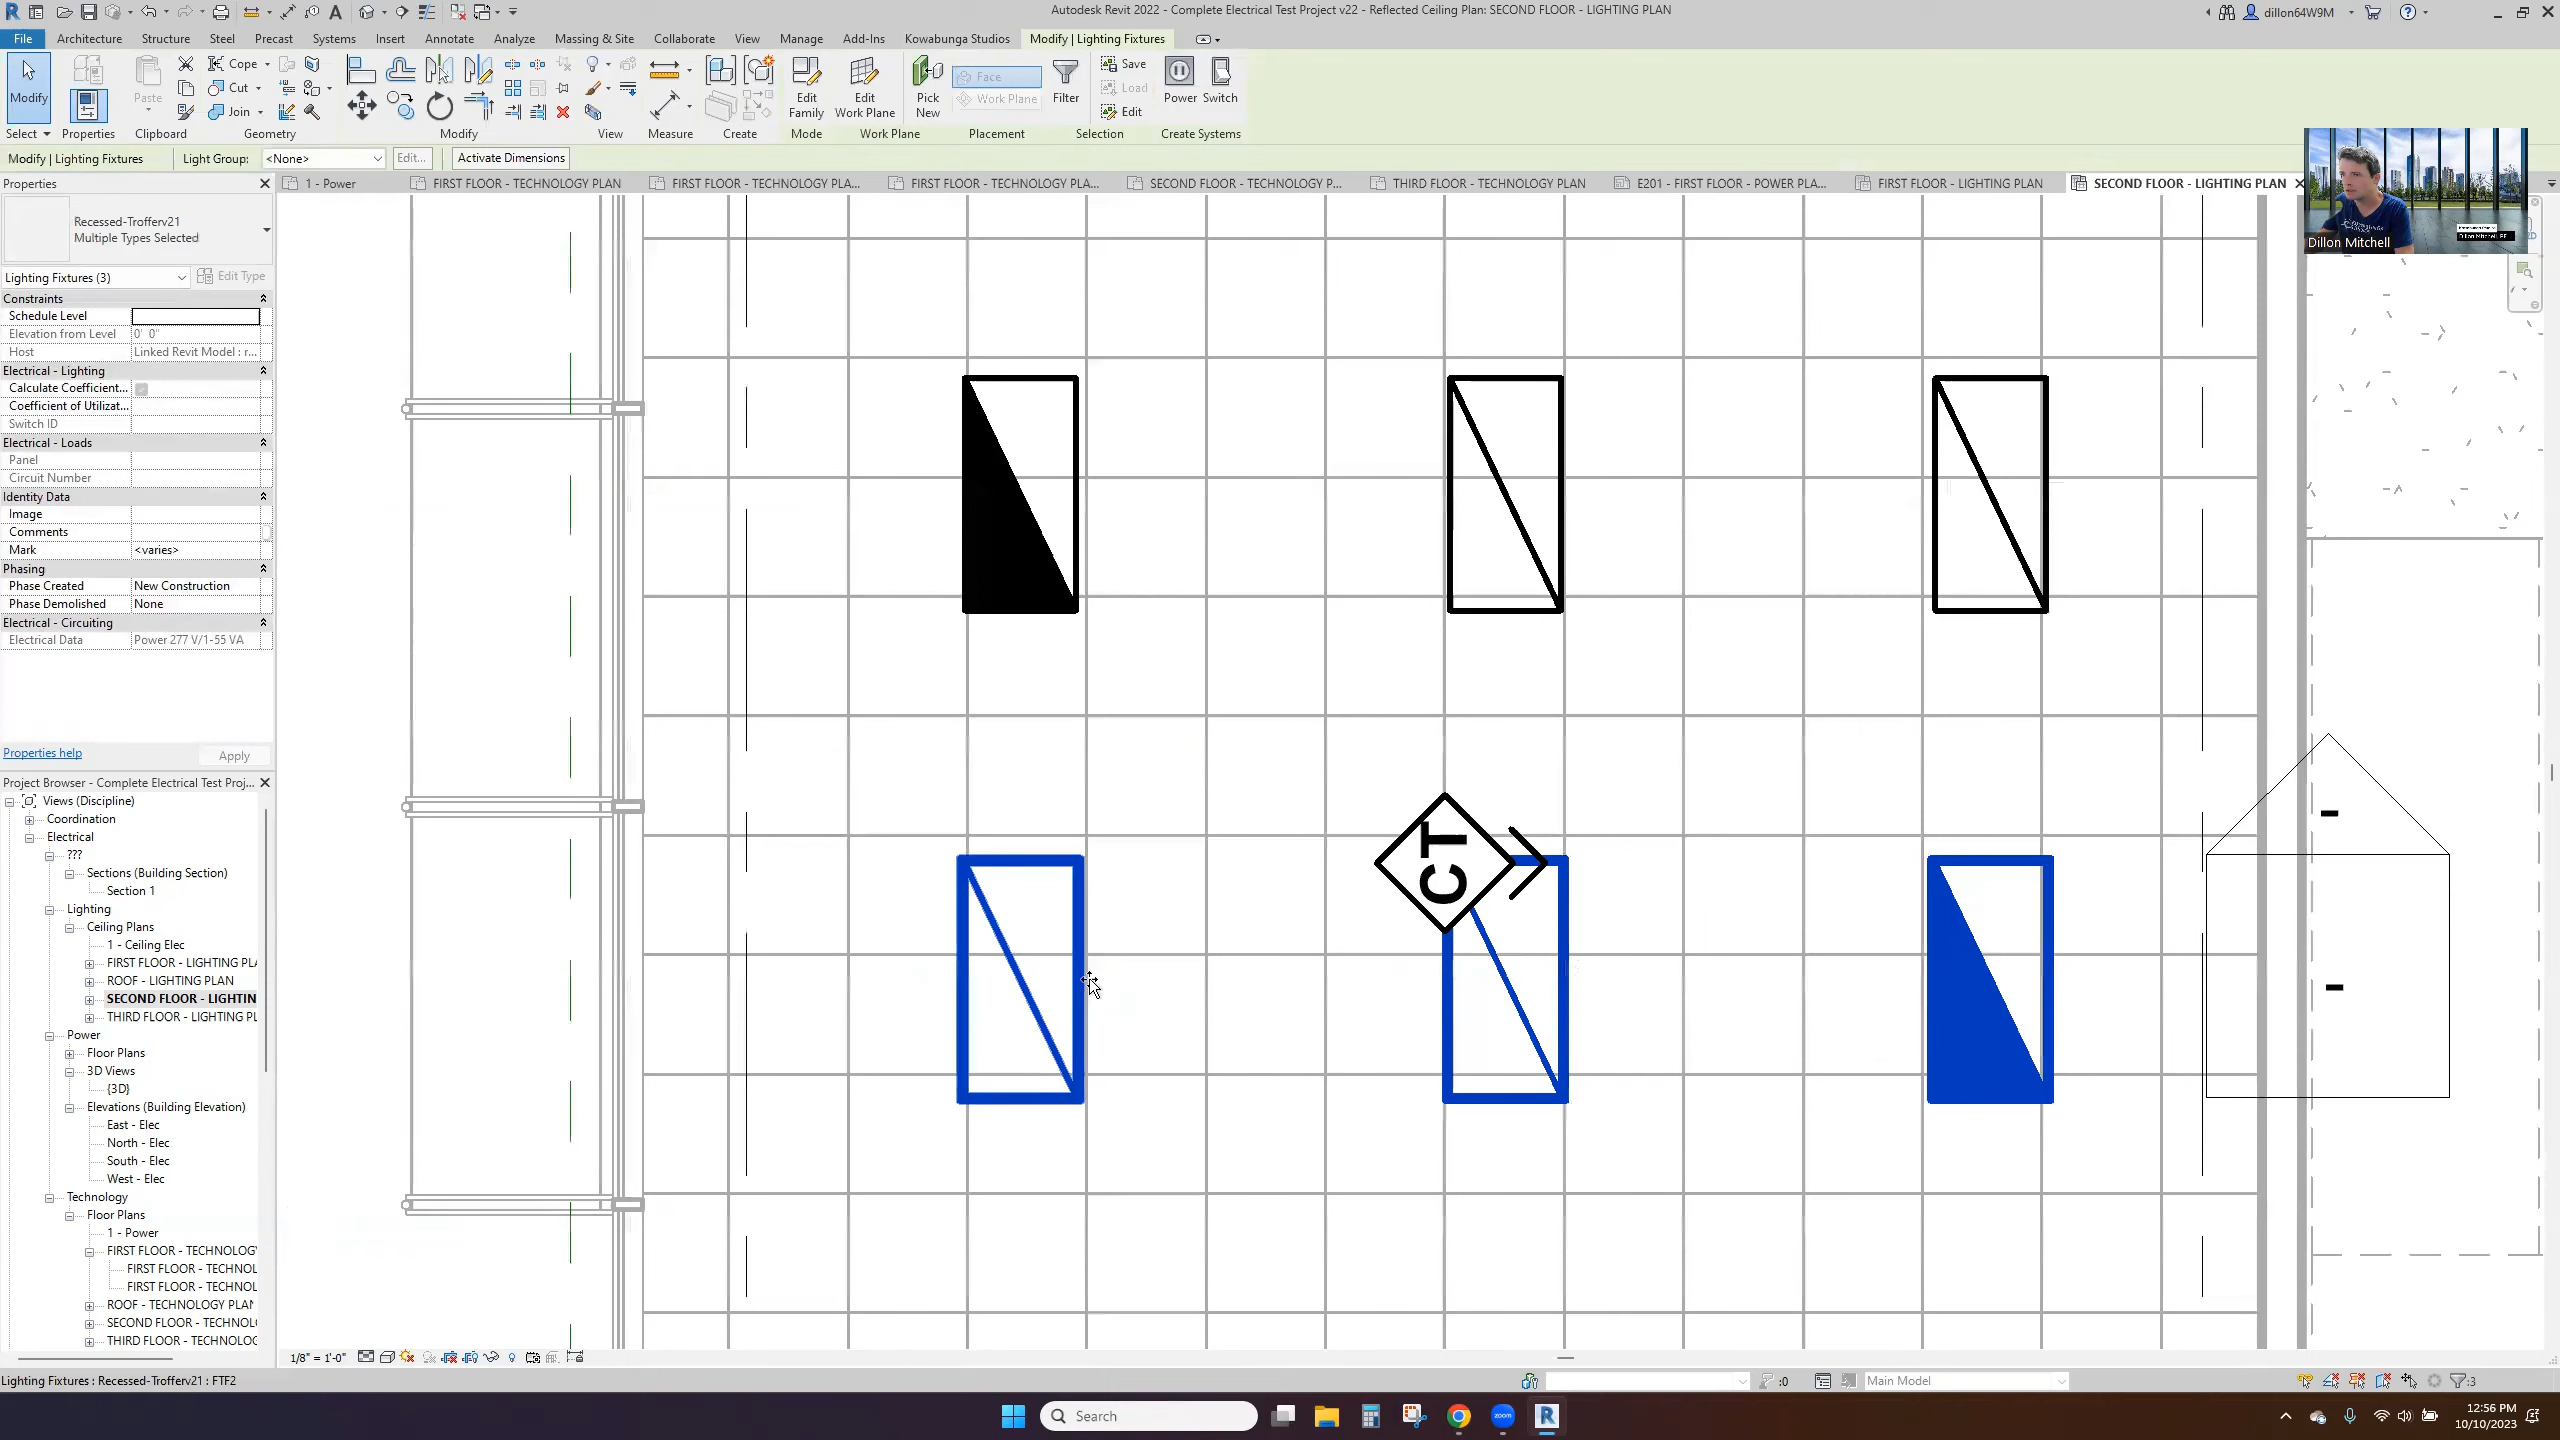 Autodesk Revit 2022 - Complete Electrical Test Project v22 - Reflected Ceiling Plan: SECOND FLOOR - LIGHTING PLAN
dillon64W9M
File Architecture Structure Steel Precast Systems Insert Annotate Analyze Massing & Site Collaborate View Manage Add-Ins Kowabunga Studios Modify | Lighting Fixtures
Modify
Paste
Cope
Cut
Join
Edit Family
Edit Work Plane
Pick New
Face
Work Plane
Filter
Save
Load
Edit
Power
Switch
Select Properties Clipboard Geometry Modify View Measure Create Mode Work Plane Placement Selection Create Systems
Modify | Lighting Fixtures Light Group: <None> Edit... Activate Dimensions
1 - Power
FIRST FLOOR - TECHNOLOGY PLAN
FIRST FLOOR - TECHNOLOGY PLA...
FIRST FLOOR - TECHNOLOGY PLA...
SECOND FLOOR - TECHNOLOGY P...
THIRD FLOOR - TECHNOLOGY PLAN
E201 - FIRST FLOOR - POWER PLA...
FIRST FLOOR - LIGHTING PLAN
SECOND FLOOR - LIGHTING PLAN
Dillon Mitchell
Properties
Recessed-Trofferv21
Multiple Types Selected
Lighting Fixtures (3)
Edit Type
Constraints
Schedule Level
Elevation from Level 0' 0"
Host Linked Revit Model : r...
Electrical - Lighting
Calculate Coefficient...
Coefficient of Utilizat...
Switch ID
Electrical - Loads
Panel
Circuit Number
Identity Data
Image
Comments
Mark <varies>
Phasing
Phase Created New Construction
Phase Demolished None
Electrical - Circuiting
Electrical Data Power 277 V/1-55 VA
Properties help
Apply
Project Browser - Complete Electrical Test Proj...
Views (Discipline)
Coordination
Electrical
???
Sections (Building Section)
Section 1
Lighting
Ceiling Plans
1 - Ceiling Elec
FIRST FLOOR - LIGHTING PLA
ROOF - LIGHTING PLAN
SECOND FLOOR - LIGHTIN
THIRD FLOOR - LIGHTING PL
Power
Floor Plans
3D Views
{3D}
Elevations (Building Elevation)
East - Elec
North - Elec
South - Elec
West - Elec
Technology
Floor Plans
1 - Power
FIRST FLOOR - TECHNOLOGY
FIRST FLOOR - TECHNOL
FIRST FLOOR - TECHNOL
ROOF - TECHNOLOGY PLAN
SECOND FLOOR - TECHNOL
THIRD FLOOR - TECHNOLOG
CT
1/8" = 1'-0"
Lighting Fixtures : Recessed-Trofferv21 : FTF2
:0
Main Model
:3
Search
zoom
12:56 PM
10/10/2023